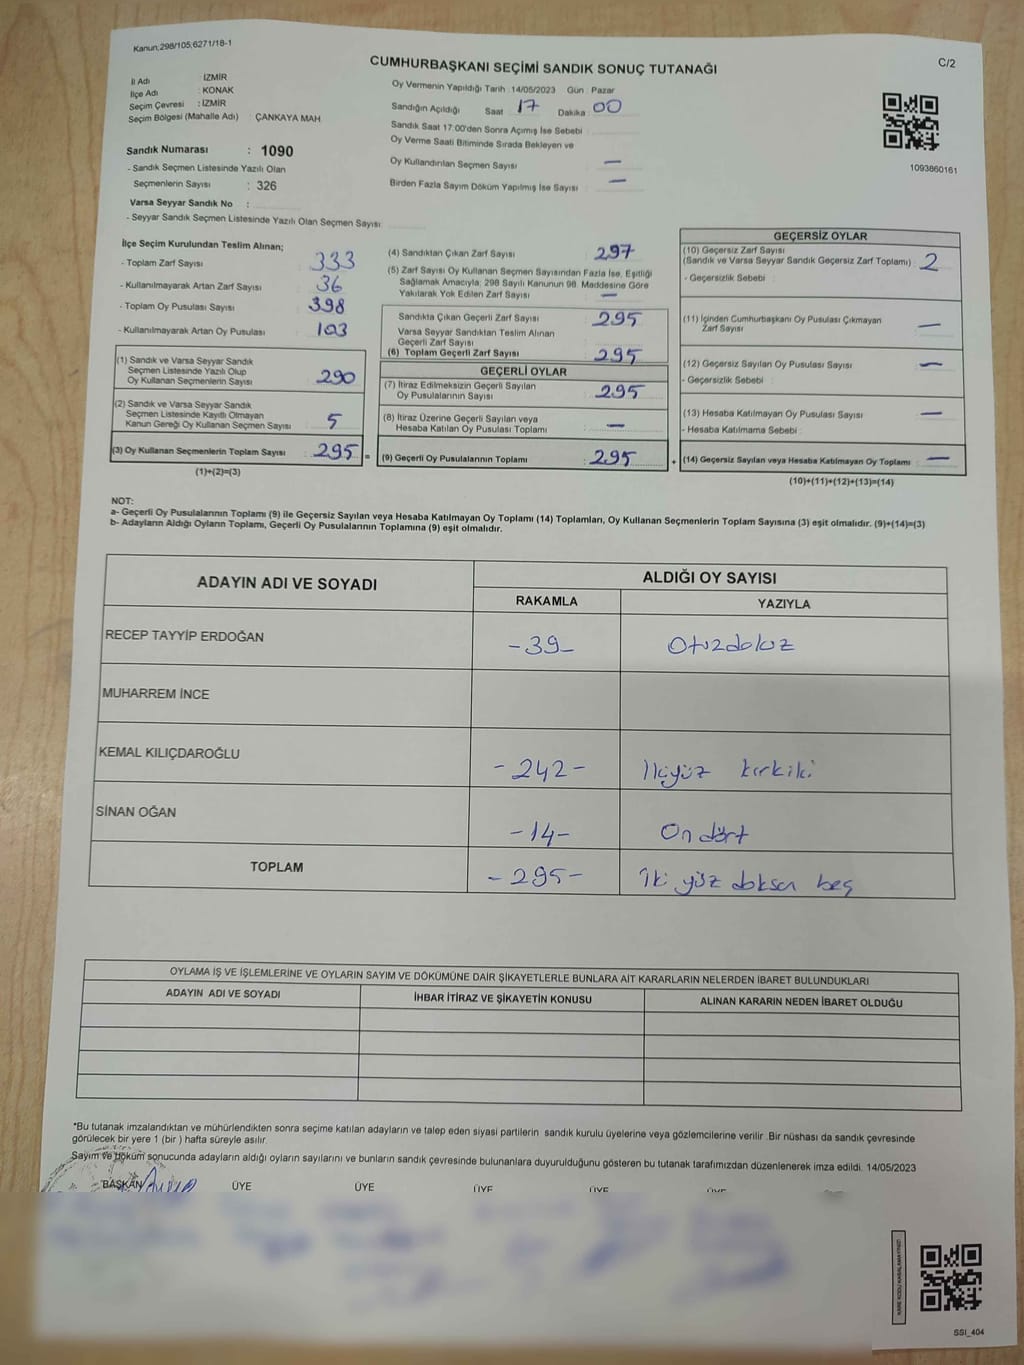 Kanun;298/105;6271/18-1
C/2
CUMHURBAŞKANI SEÇİMİ SANDIK SONUÇ TUTANAĞI
İl Adı : İZMİR
İlçe Adı : KONAK
Seçim Çevresi : İZMİR
Seçim Bölgesi (Mahalle Adı) : ÇANKAYA MAH
Sandık Numarası : 1090
- Sandık Seçmen Listesinde Yazılı Olan
Seçmenlerin Sayısı : 326
Varsa Seyyar Sandık No :
- Seyyar Sandık Seçmen Listesinde Yazılı Olan Seçmen Sayısı
Oy Vermenin Yapıldığı Tarih : 14/05/2023 Gün : Pazar
Sandığın Açıldığı Saat 17 Dakika 00
Sandık Saat 17:00'den Sonra Açımış İse Sebebi :
Oy Verme Saati Bitiminde Sırada Bekleyen ve
Oy Kullandırılan Seçmen Sayısı —
Birden Fazla Sayım Döküm Yapılmış İse Sayısı —
1093860161
İlçe Seçim Kurulundan Teslim Alınan;
- Toplam Zarf Sayısı 333
- Kullanılmayarak Artan Zarf Sayısı : 36
- Toplam Oy Pusulası Sayısı : 398
- Kullanılmayarak Artan Oy Pusulası : 103
(1) Sandık ve Varsa Seyyar Sandık
Seçmen Listesinde Yazılı Olup
Oy Kullanan Seçmenlerin Sayısı : 290
(2) Sandık ve Varsa Seyyar Sandık
Seçmen Listesinde Kayıtlı Olmayan
Kanun Gereği Oy Kullanan Seçmen Sayısı : 5
(3) Oy Kullanan Seçmenlerin Toplam Sayısı : 295 =
(1)+(2)=(3)
(4) Sandıktan Çıkan Zarf Sayısı : 297
(5) Zarf Sayısı Oy Kullanan Seçmen Sayısından Fazla İse, Eşitliği
Sağlamak Amacıyla; 298 Sayılı Kanunun 98. Maddesine Göre
Yakılarak Yok Edilen Zarf Sayısı : —
Sandıkta Çıkan Geçerli Zarf Sayısı : 295
Varsa Seyyar Sandıktan Teslim Alınan
Geçerli Zarf Sayısı :
(6) Toplam Geçerli Zarf Sayısı : 295
GEÇERLİ OYLAR
(7) İtiraz Edilmeksizin Geçerli Sayılan
Oy Pusulalarının Sayısı : 295
(8) İtiraz Üzerine Geçerli Sayılan veya
Hesaba Katılan Oy Pusulası Toplamı : —
(9) Geçerli Oy Pusulalarının Toplamı : 295 +
GEÇERSİZ OYLAR
(10) Geçersiz Zarf Sayısı
(Sandık ve Varsa Seyyar Sandık Geçersiz Zarf Toplamı) : 2
- Geçersizlik Sebebi :
(11) İçinden Cumhurbaşkanı Oy Pusulası Çıkmayan
Zarf Sayısı : —
(12) Geçersiz Sayılan Oy Pusulası Sayısı : —
- Geçersizlik Sebebi :
(13) Hesaba Katılmayan Oy Pusulası Sayısı : —
- Hesaba Katılmama Sebebi :
(14) Geçersiz Sayılan veya Hesaba Katılmayan Oy Toplamı : —
(10)+(11)+(12)+(13)=(14)
NOT:
a- Geçerli Oy Pusulalarının Toplamı (9) ile Geçersiz Sayılan veya Hesaba Katılmayan Oy Toplamı (14) Toplamları, Oy Kullanan Seçmenlerin Toplam Sayısına (3) eşit olmalıdır. (9)+(14)=(3)
b- Adayların Aldığı Oyların Toplamı, Geçerli Oy Pusulalarının Toplamına (9) eşit olmalıdır.
ADAYIN ADI VE SOYADI
ALDIĞI OY SAYISI
RAKAMLA YAZIYLA
RECEP TAYYİP ERDOĞAN -39- Otuzdokuz
MUHARREM İNCE
KEMAL KILIÇDAROĞLU -242- İkiyüz kırkiki
SİNAN OĞAN -14- On dört
TOPLAM -295- İki yüz doksan beş
OYLAMA İŞ VE İŞLEMLERİNE VE OYLARIN SAYIM VE DÖKÜMÜNE DAİR ŞİKAYETLERLE BUNLARA AİT KARARLARIN NELERDEN İBARET BULUNDUKLARI
ADAYIN ADI VE SOYADI İHBAR İTİRAZ VE ŞİKAYETİN KONUSU ALINAN KARARIN NEDEN İBARET OLDUĞU
*Bu tutanak imzalandıktan ve mühürlendikten sonra seçime katılan adayların ve talep eden siyasi partilerin sandık kurulu üyelerine veya gözlemcilerine verilir .Bir nüshası da sandık çevresinde
görülecek bir yere 1 (bir ) hafta süreyle asılır.
Sayım ve döküm sonucunda adayların aldığı oyların sayılarını ve bunların sandık çevresinde bulunanlara duyurulduğunu gösteren bu tutanak tarafımızdan düzenlenerek imza edildi. 14/05/2023
BAŞKAN ÜYE ÜYE ÜYE ÜYE ÜYE
SSI_404